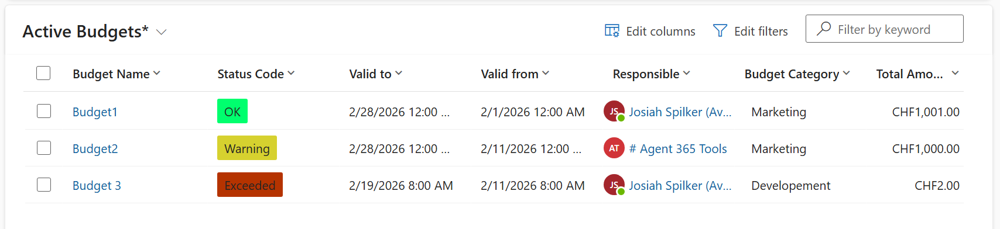 Active Budgets*
Edit columns
Edit filters
Filter by keyword
Budget Name Status Code Valid to Valid from Responsible Budget Category Total Amo...
Budget1 OK 2/28/2026 12:00 ... 2/1/2026 12:00 AM JS Josiah Spilker (Av... Marketing CHF1,001.00
Budget2 Warning 2/28/2026 12:00 ... 2/11/2026 12:00 ... AT # Agent 365 Tools Marketing CHF1,000.00
Budget 3 Exceeded 2/19/2026 8:00 AM 2/11/2026 8:00 AM JS Josiah Spilker (Av... Developement CHF2.00